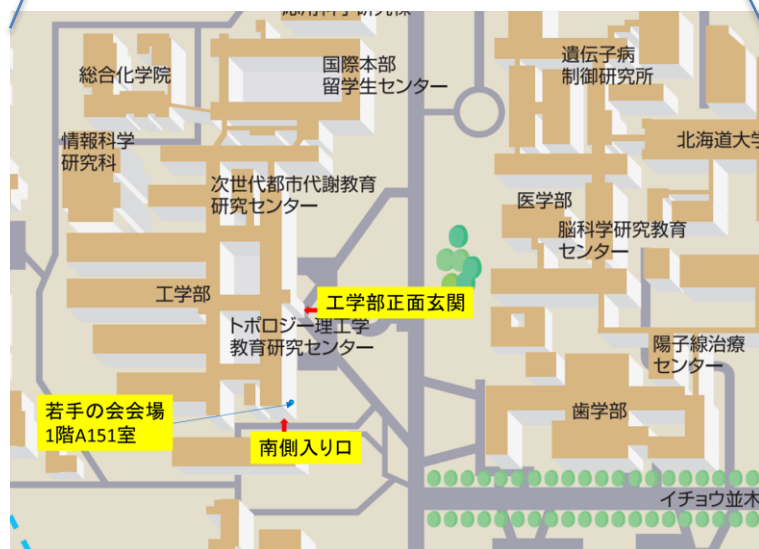 総合化学院
国際本部
留学生センター
遺伝子病
制御研究所
情報科学
研究科
北海道大学
次世代都市代謝教育
研究センター
医学部
脳科学研究教育
センター
工学部
工学部正面玄関
トポロジー理工学
教育研究センター
陽子線治療
センター
若手の会会場
1階A151室
南側入り口
歯学部
イチョウ並木